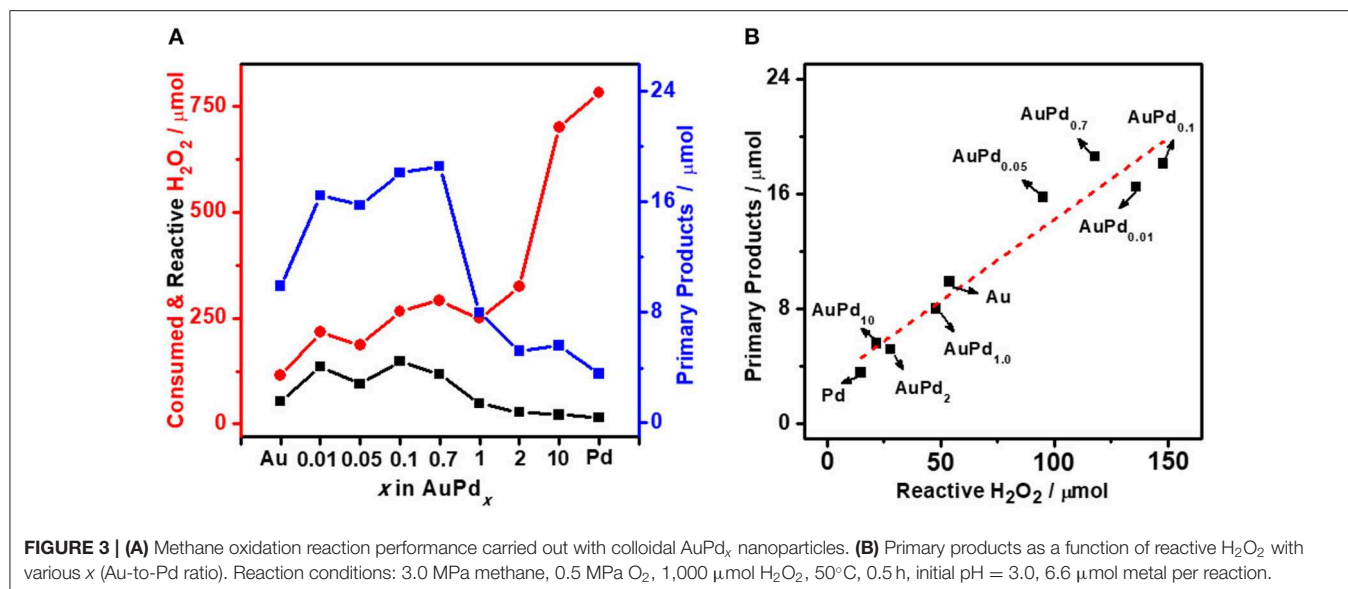 A
Consumed & Reactive H₂O₂ / μmol
750
500
250
0
24
16
8
0
Primary Products / μmol
Au 0.01 0.05 0.1 0.7 1 2 10 Pd
x in AuPdₓ
B
Primary Products / μmol
24
16
8
0
AuPd₀.₇
AuPd₀.₁
AuPd₀.₀₅
AuPd₀.₀₁
Au
AuPd₁₀
AuPd₁.₀
AuPd₂
Pd
0 50 100 150
Reactive H₂O₂ / μmol
FIGURE 3 | (A) Methane oxidation reaction performance carried out with colloidal AuPdₓ nanoparticles. (B) Primary products as a function of reactive H₂O₂ with
various x (Au-to-Pd ratio). Reaction conditions: 3.0 MPa methane, 0.5 MPa O₂, 1,000 μmol H₂O₂, 50°C, 0.5 h, initial pH = 3.0, 6.6 μmol metal per reaction.